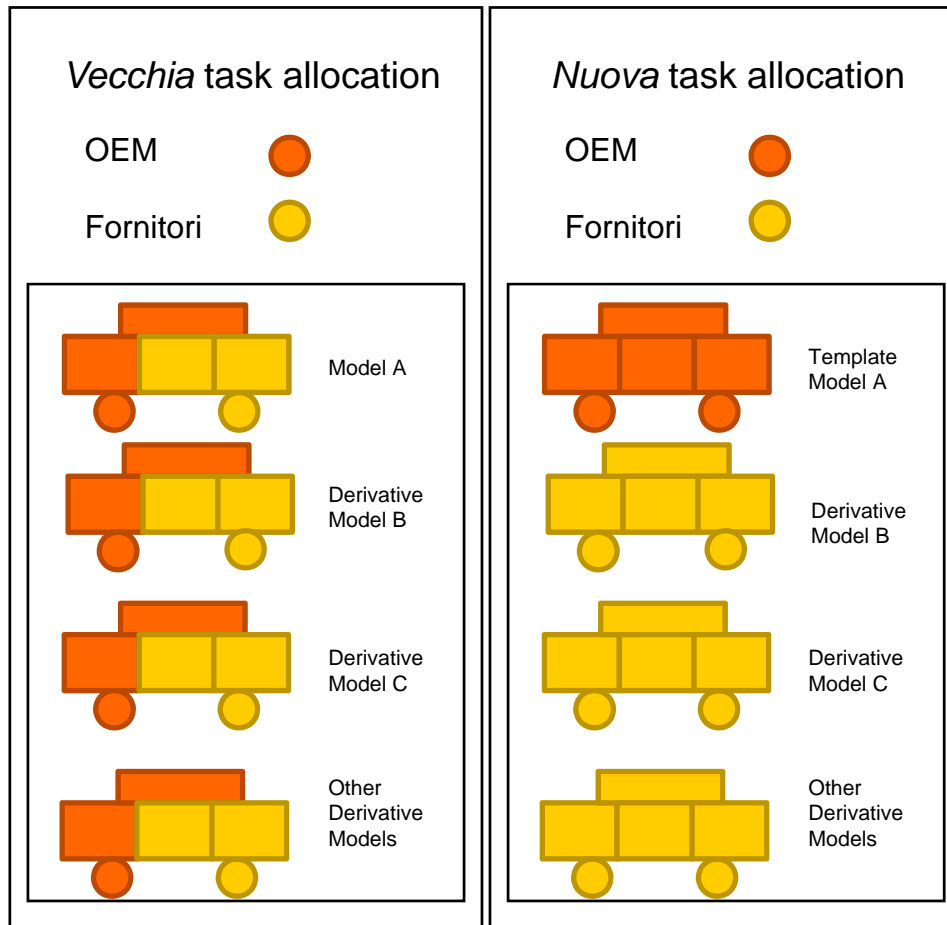 Vecchia task allocation
OEM
Fornitori
Model A
Derivative
Model B
Derivative
Model C
Other
Derivative
Models
Nuova task allocation
OEM
Fornitori
Template
Model A
Derivative
Model B
Derivative
Model C
Other
Derivative
Models